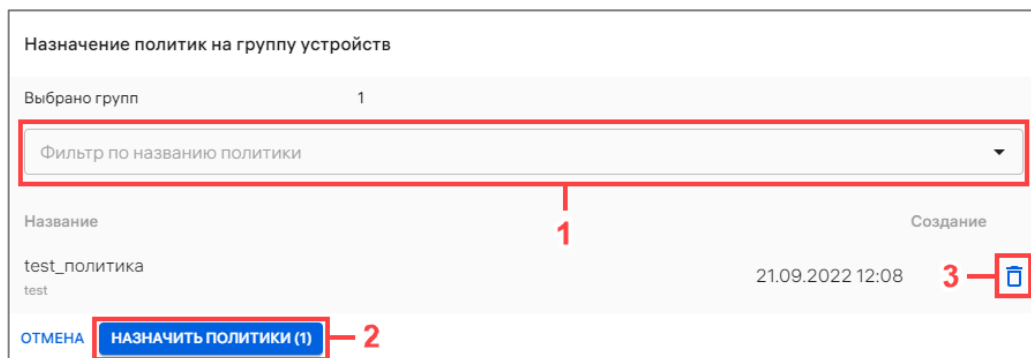 Назначение политик на группу устройств
Выбрано групп 1
Фильтр по названию политики
1
Название Создание
test_политика 21.09.2022 12:08 3
test
ОТМЕНА НАЗНАЧИТЬ ПОЛИТИКИ (1) 2